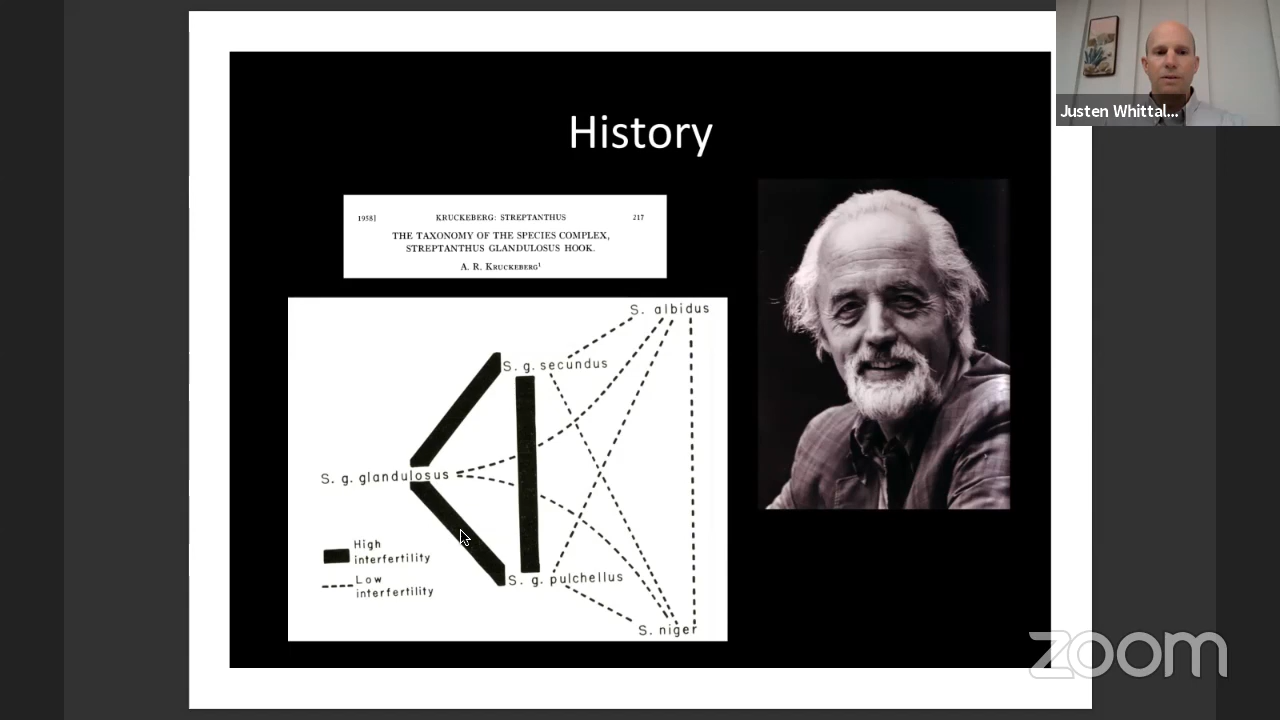 Justen Whittal...
History
1958] KRUCKEBERG: STREPTANTHUS 217
THE TAXONOMY OF THE SPECIES COMPLEX,
STREPTANTHUS GLANDULOSUS HOOK.
A. R. KRUCKEBERG¹
S. albidus
S. g. secundus
S. g. glandulosus
High
interfertility
Low
interfertility
S. g. pulchellus
S. niger
zoom